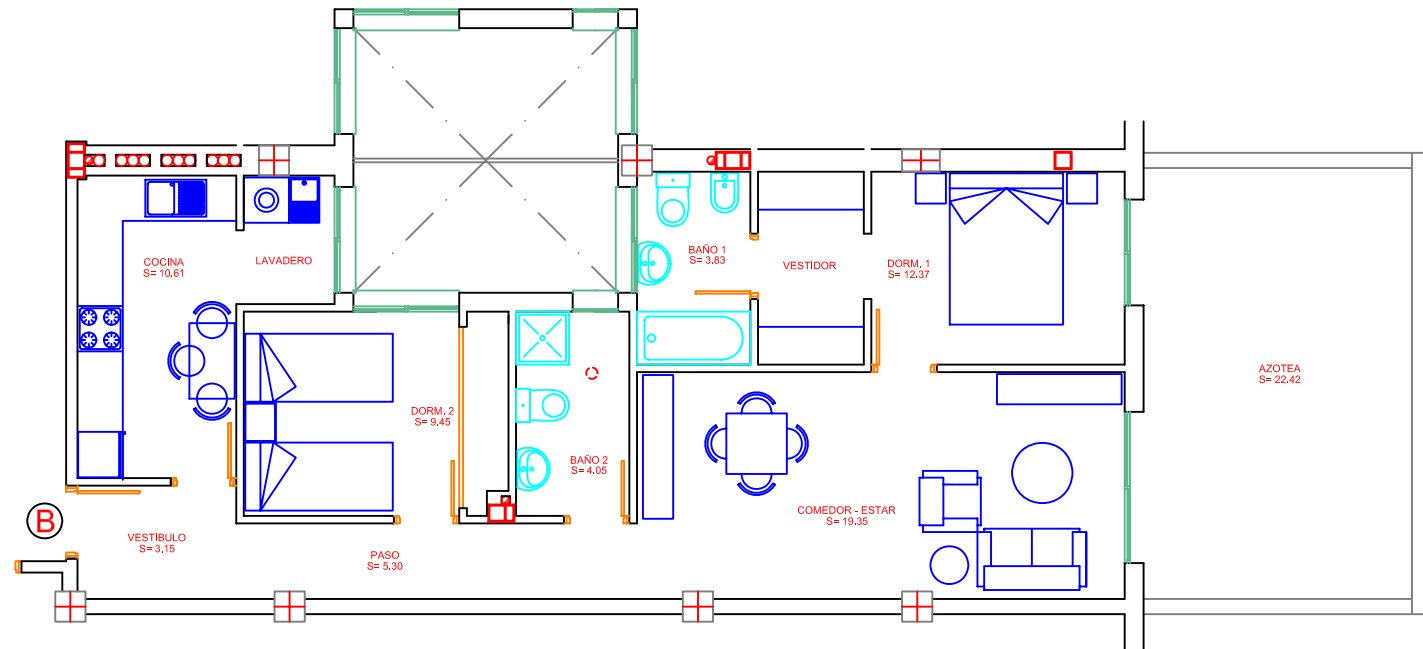 BAÑO 1
S= 3.83
COCINA
S= 10.61
LAVADERO
VESTIDOR
DORM. 1
S= 12.37
AZOTEA
S= 22.42
DORM. 2
S= 9.45
BAÑO 2
S= 4.05
COMEDOR - ESTAR
S= 19.35
B
VESTIBULO
S= 3,15
PASO
S= 5.30